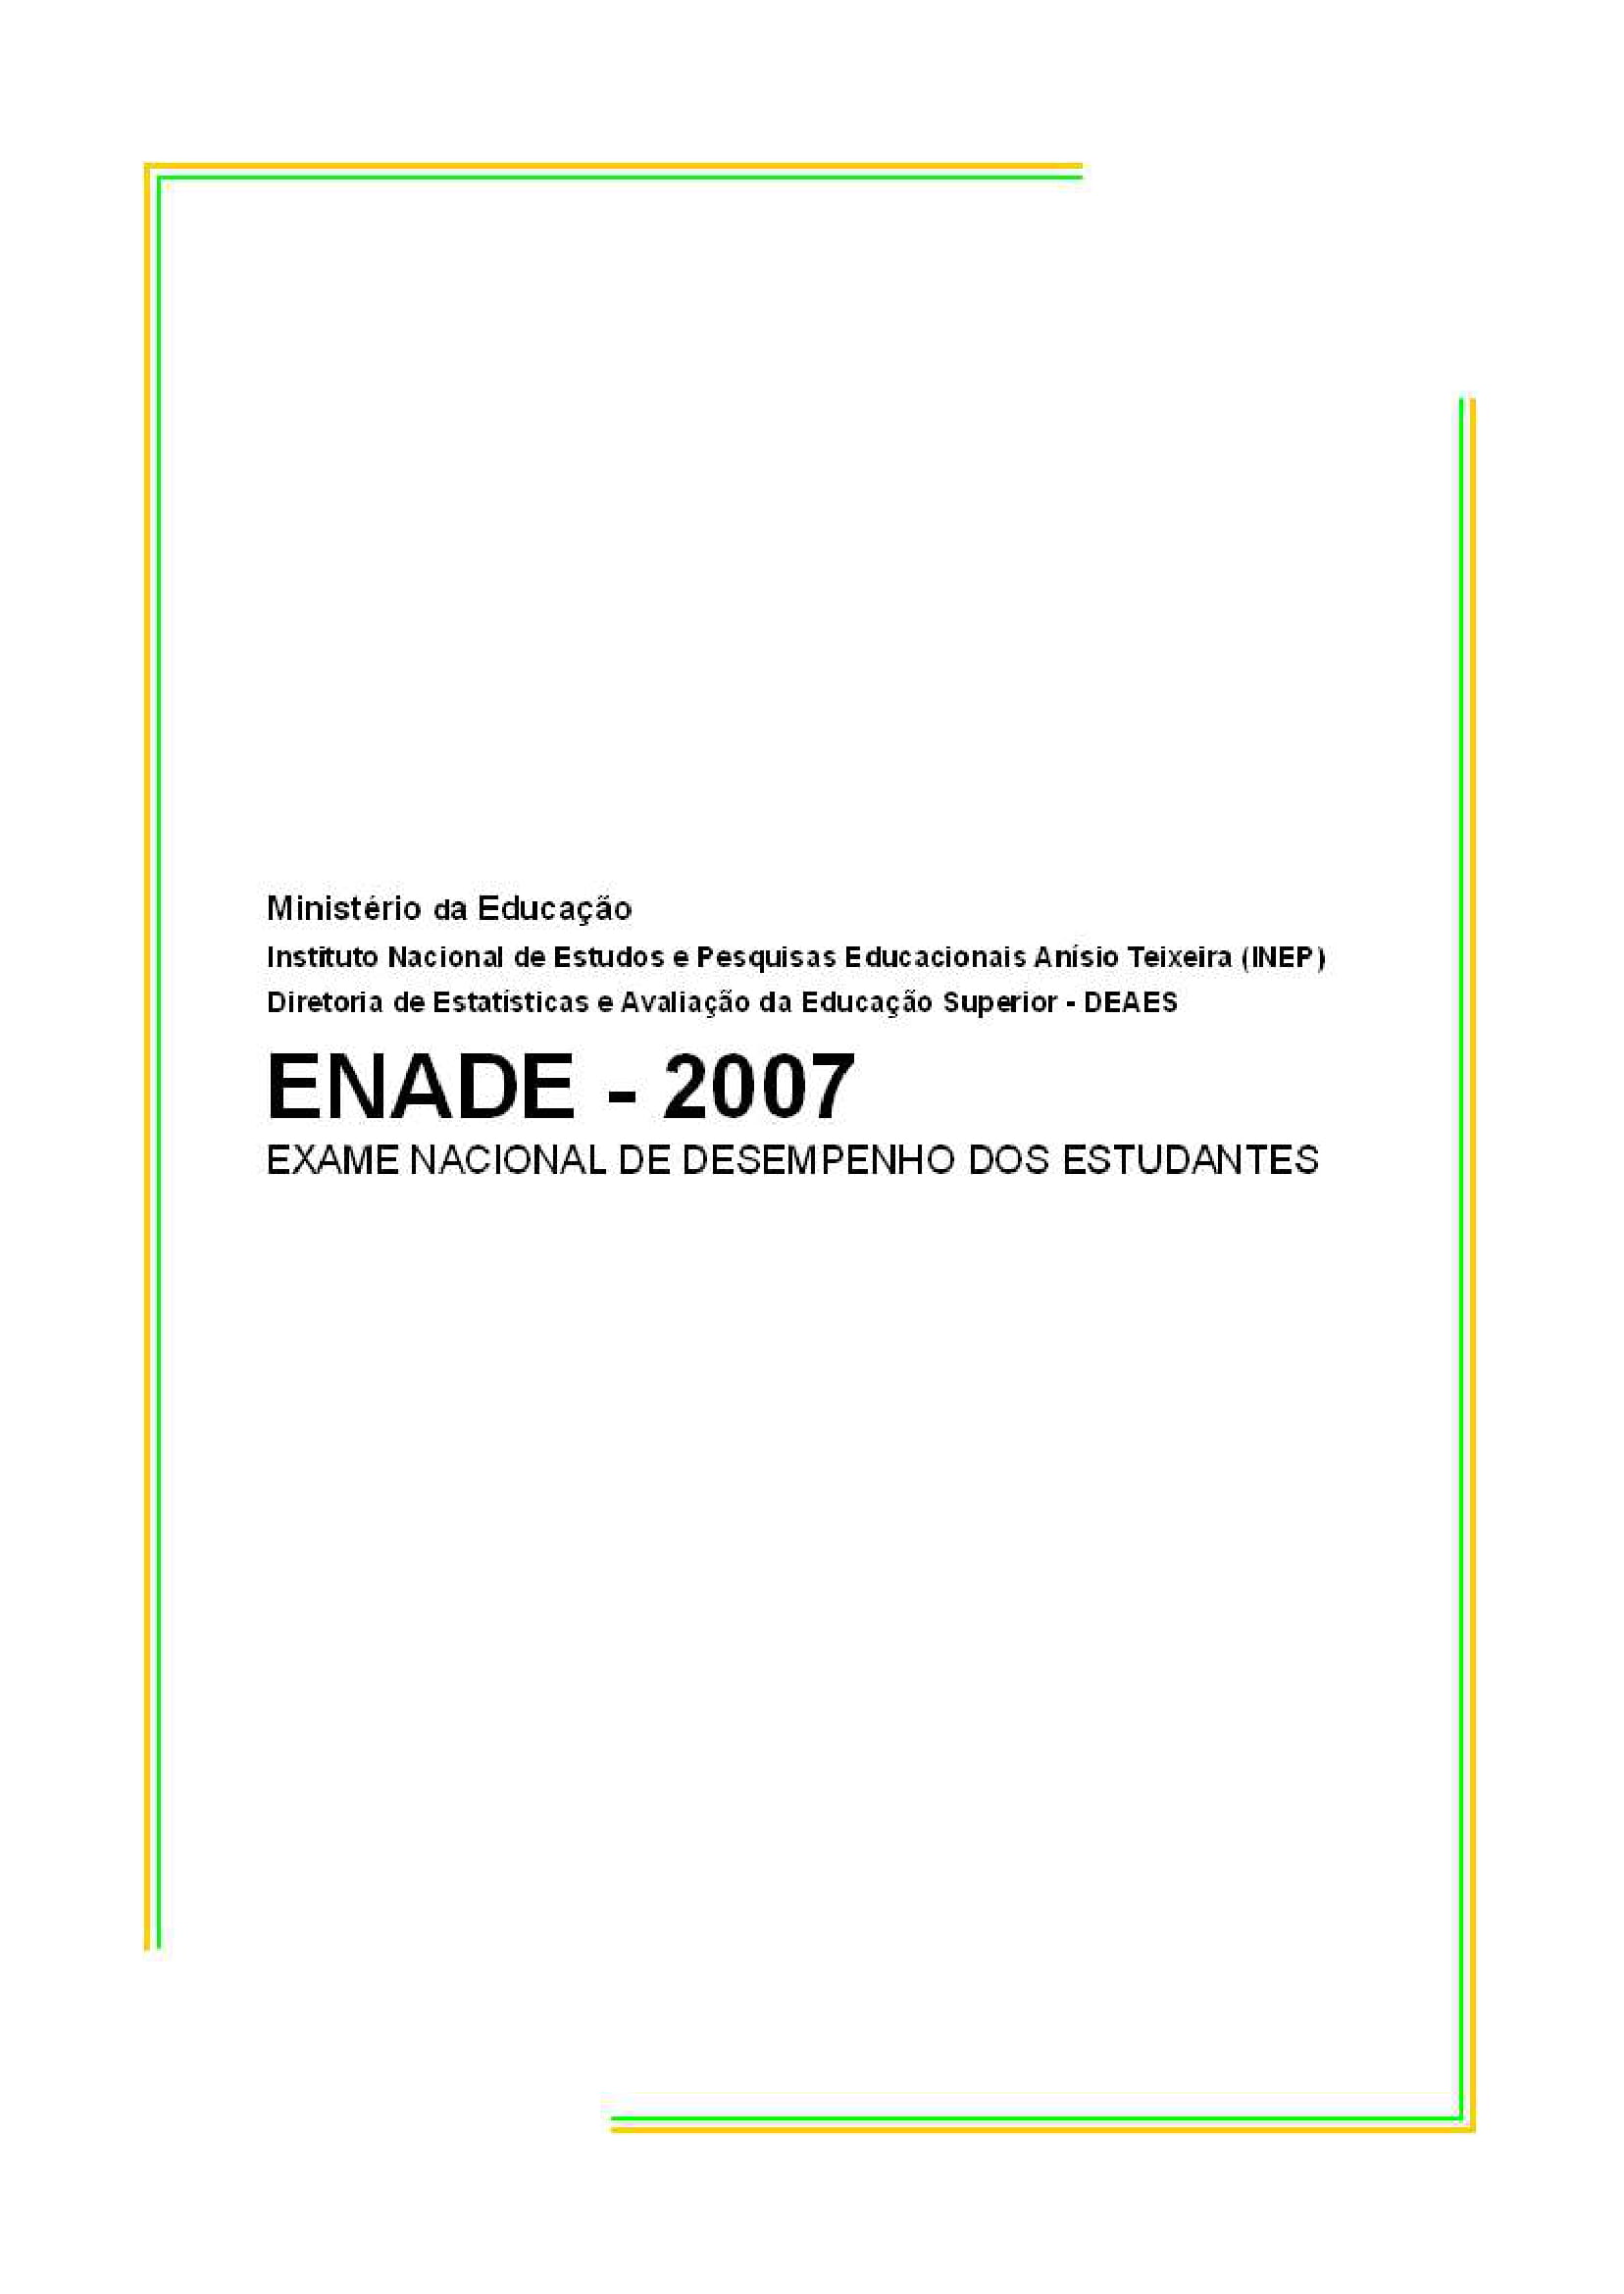 Ministério da Educação
Instituto Nacional de Estudos e Pesquisas Educacionais Anísio Teixeira (INEP)
Diretoria de Estatísticas e Avaliação da Educação Superior - DEAES
ENADE - 2007
EXAME NACIONAL DE DESEMPENHO DOS ESTUDANTES